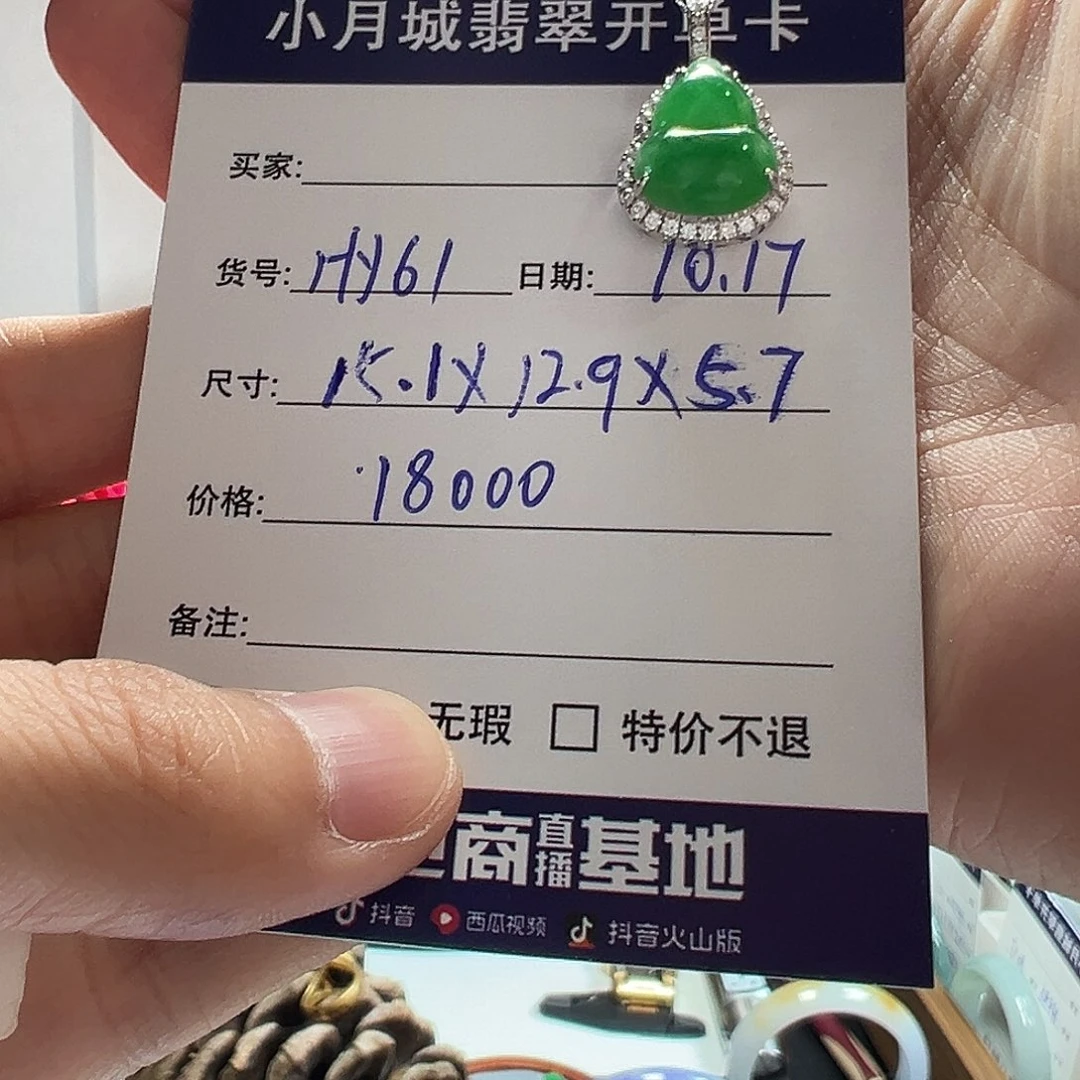 小月城翡翠开单卡
买家:
货号: HY61 日期: 10.17
尺寸: 15.1X12.9X5.7
价格: 18000
备注:
无瑕 □ 特价不退
商直播基地
抖音 西瓜视频 抖音火山版